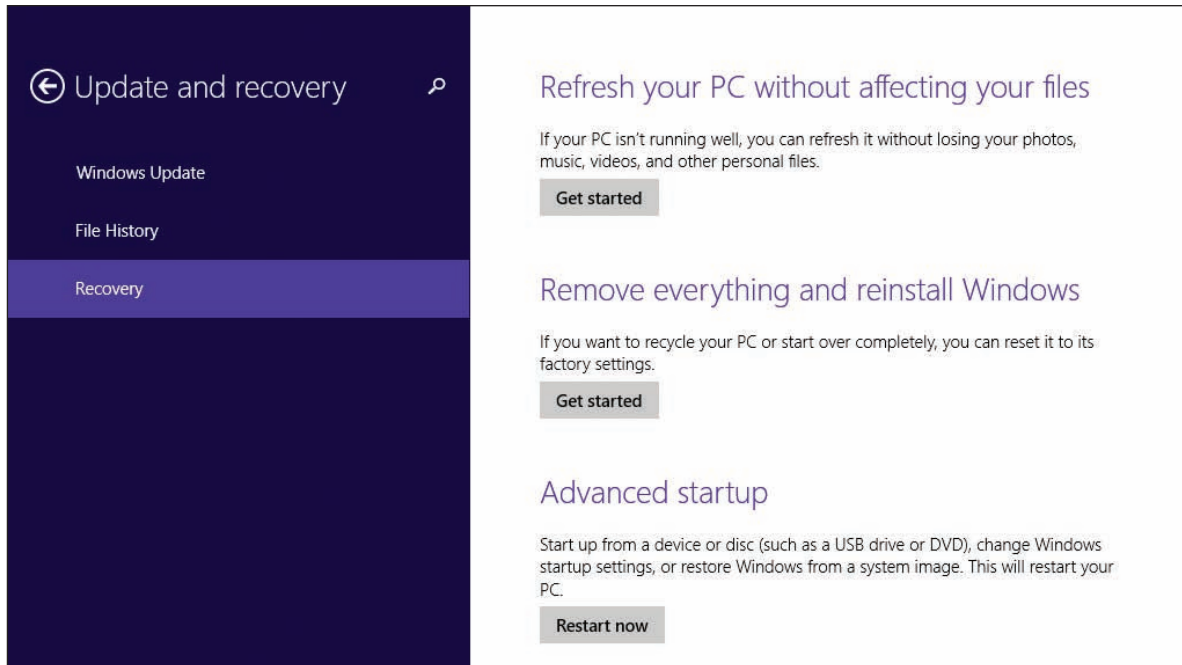 Update and recovery
Windows Update
File History
Recovery
Refresh your PC without affecting your files
If your PC isn't running well, you can refresh it without losing your photos,
music, videos, and other personal files.
Get started
Remove everything and reinstall Windows
If you want to recycle your PC or start over completely, you can reset it to its
factory settings.
Get started
Advanced startup
Start up from a device or disc (such as a USB drive or DVD), change Windows
startup settings, or restore Windows from a system image. This will restart your
PC.
Restart now